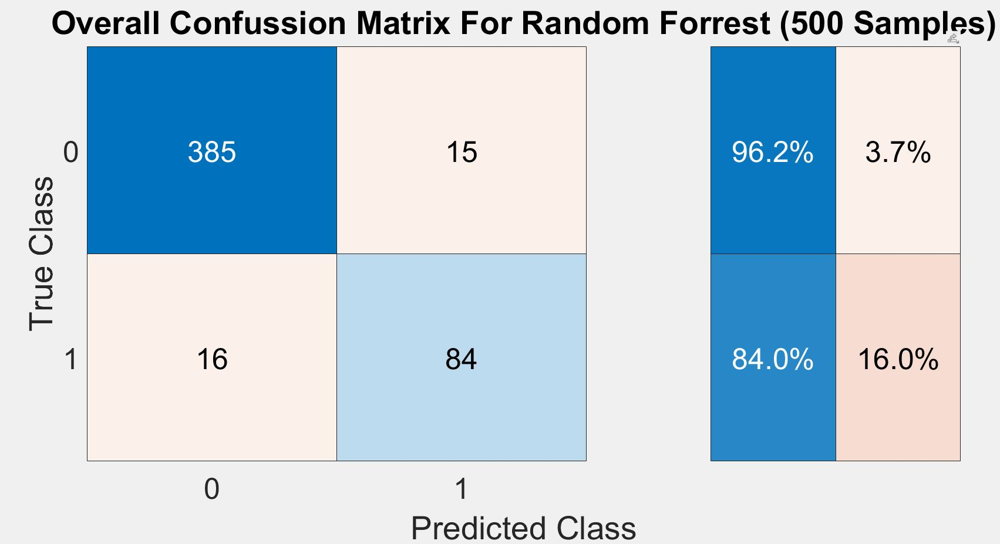 Overall Confussion Matrix For Random Forrest (500 Samples)
0 385 15 96.2% 3.7%
True Class
1 16 84 84.0% 16.0%
0 1
Predicted Class